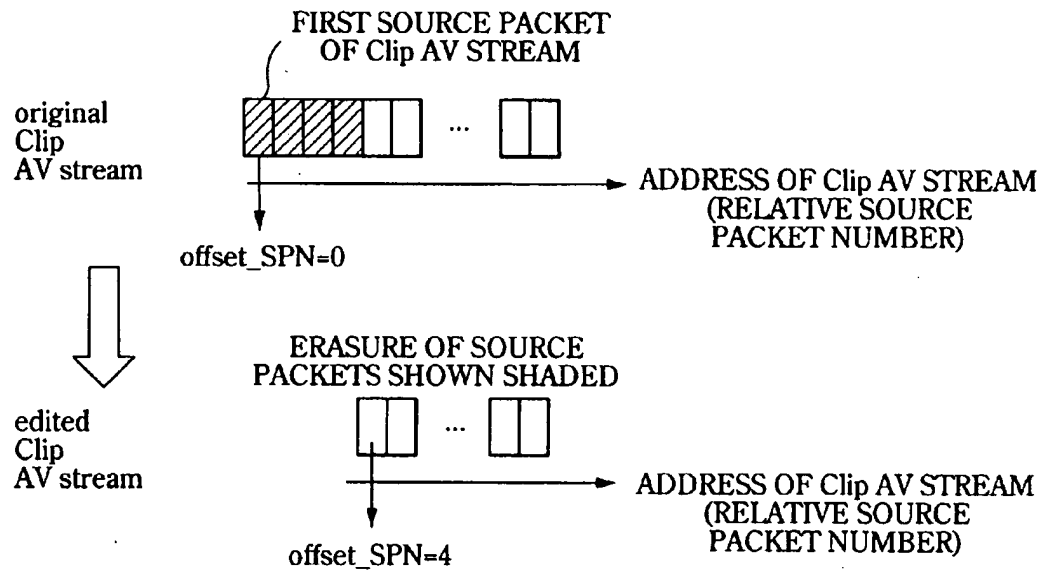 FIRST SOURCE PACKET
OF Clip AV STREAM
original
Clip
AV stream
...
ADDRESS OF Clip AV STREAM
(RELATIVE SOURCE
PACKET NUMBER)
offset_SPN=0
ERASURE OF SOURCE
PACKETS SHOWN SHADED
edited
Clip
AV stream
...
ADDRESS OF Clip AV STREAM
(RELATIVE SOURCE
PACKET NUMBER)
offset_SPN=4